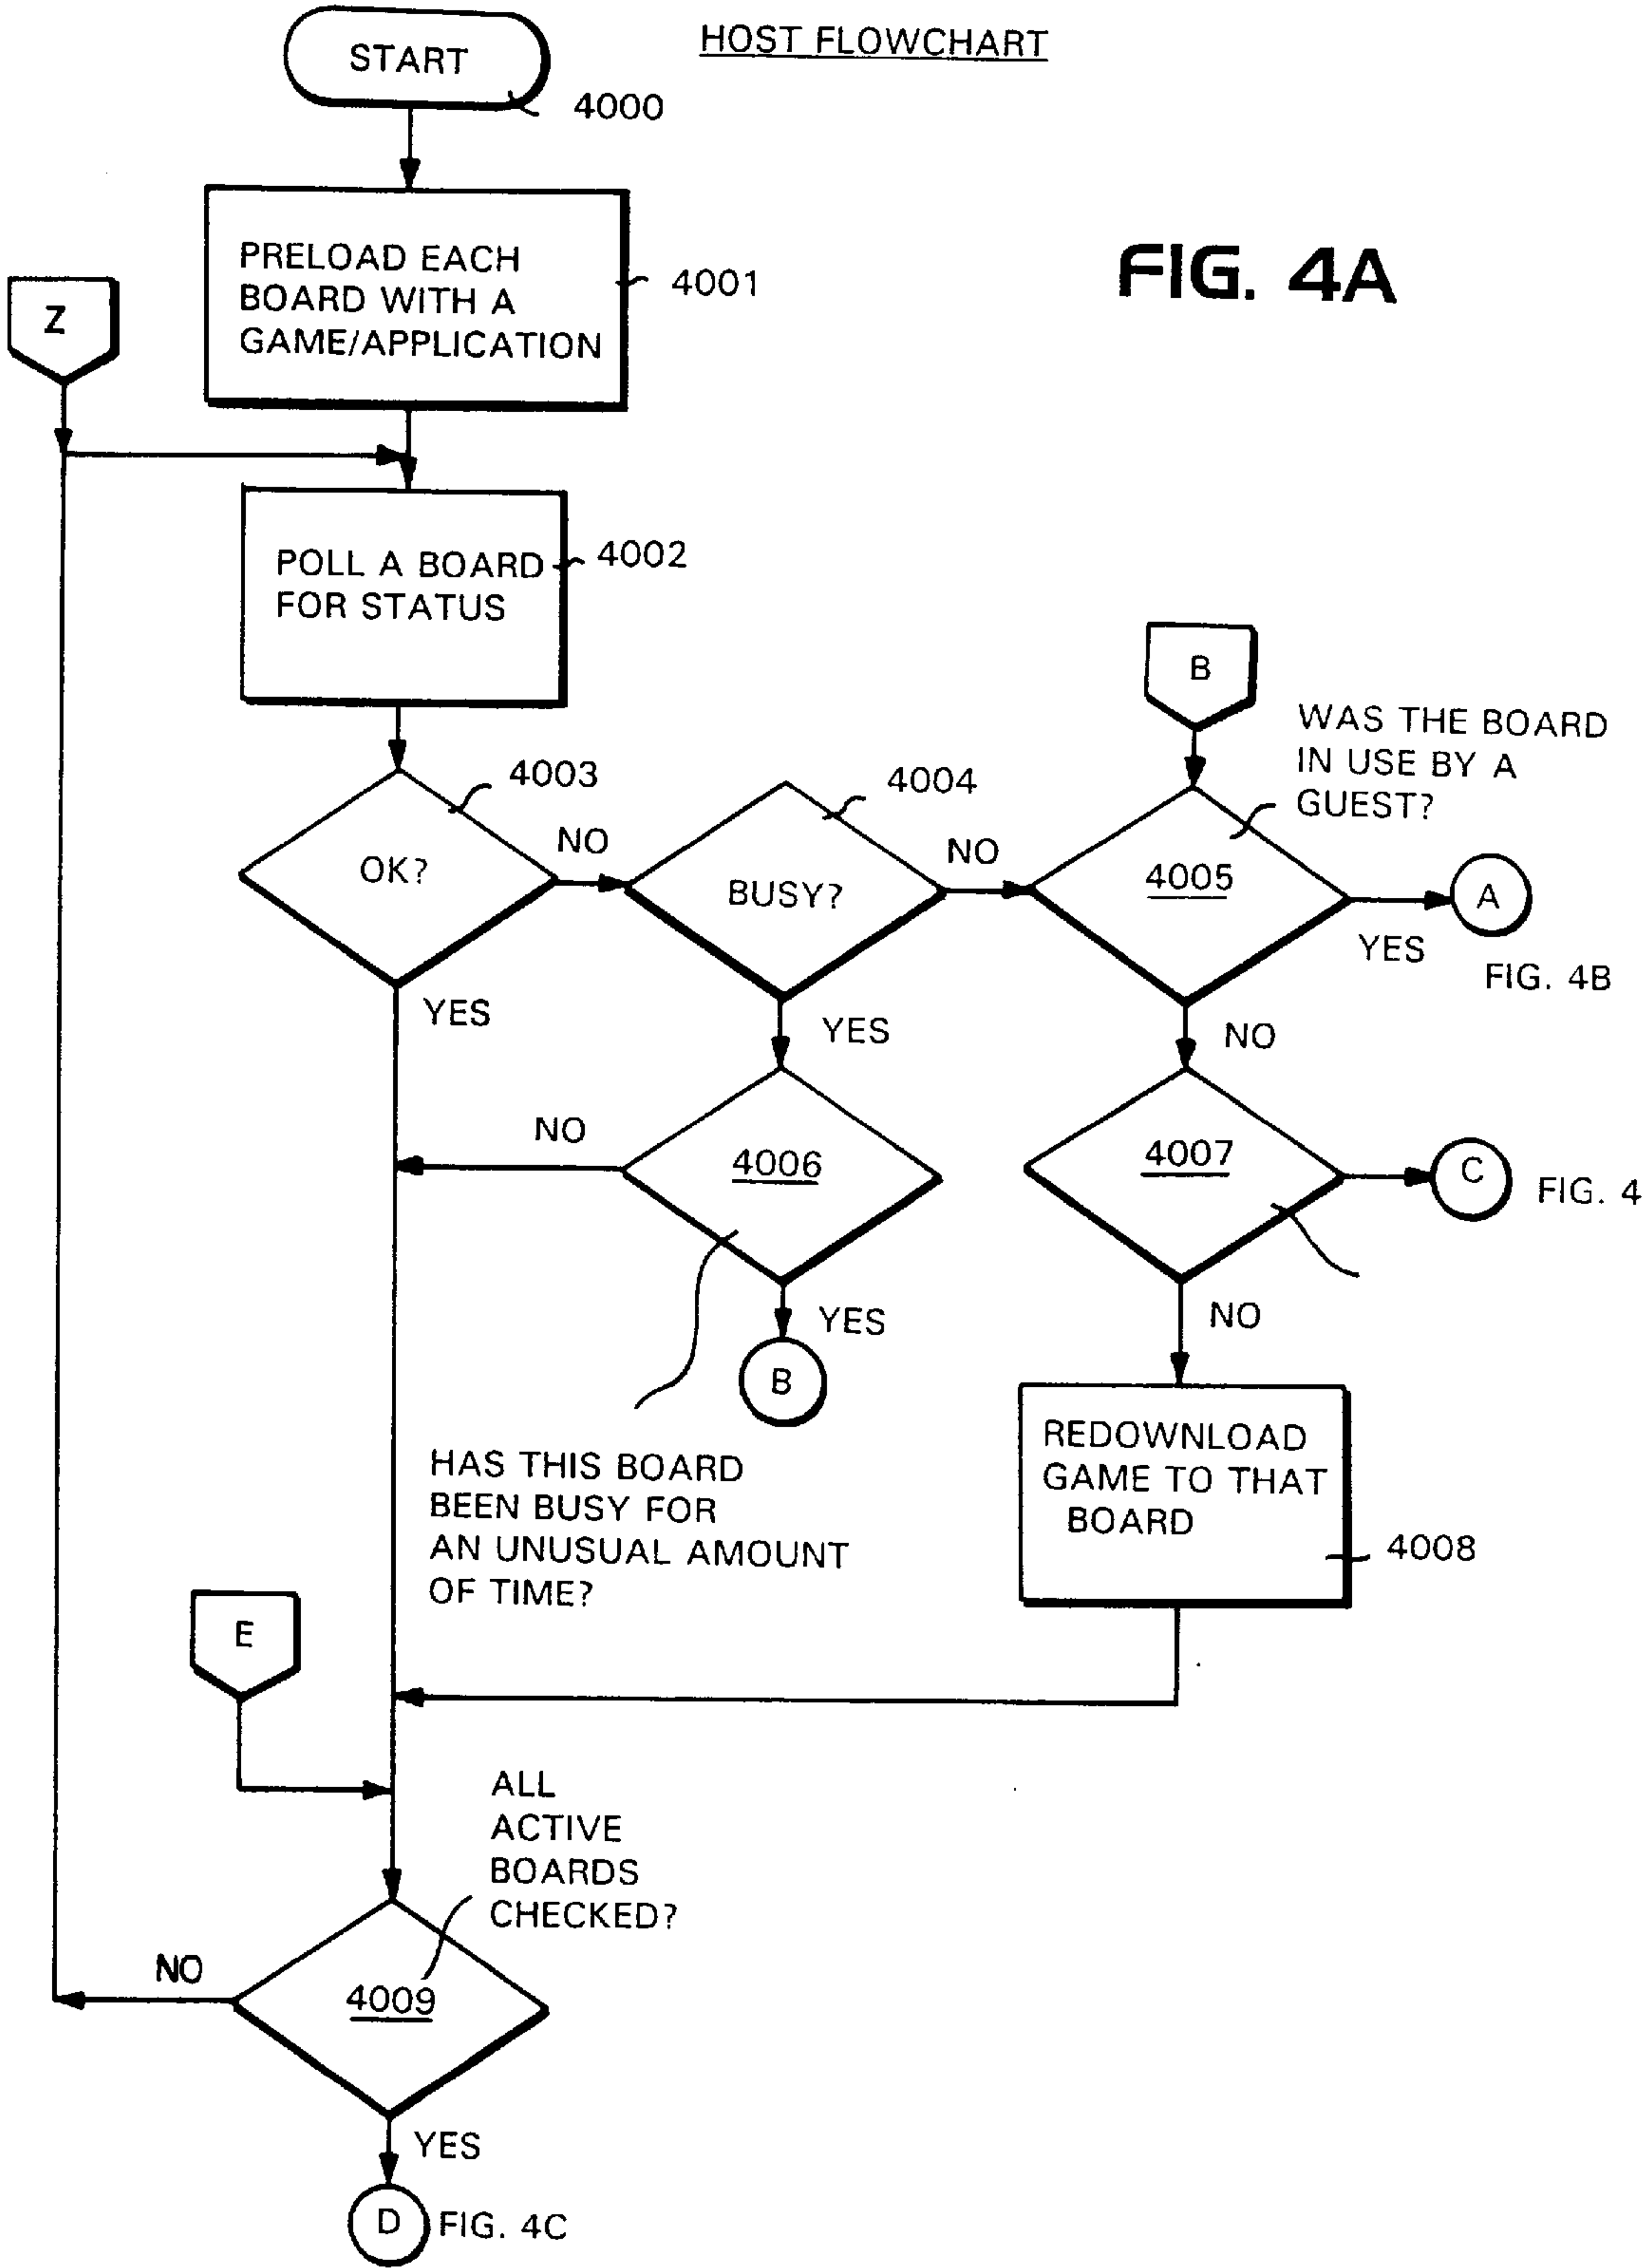 HOST FLOWCHART
START
4000
PRELOAD EACH
BOARD WITH A
GAME/APPLICATION
4001
FIG. 4A
Z
POLL A BOARD
FOR STATUS
4002
B
WAS THE BOARD
IN USE BY A
GUEST?
4003
OK?
NO
4004
BUSY?
NO
4005
YES
A
FIG. 4B
YES
YES
NO
NO
4006
4007
C
FIG. 4
YES
B
NO
HAS THIS BOARD
BEEN BUSY FOR
AN UNUSUAL AMOUNT
OF TIME?
REDOWNLOAD
GAME TO THAT
BOARD
4008
E
ALL
ACTIVE
BOARDS
CHECKED?
NO
4009
YES
D
FIG. 4C